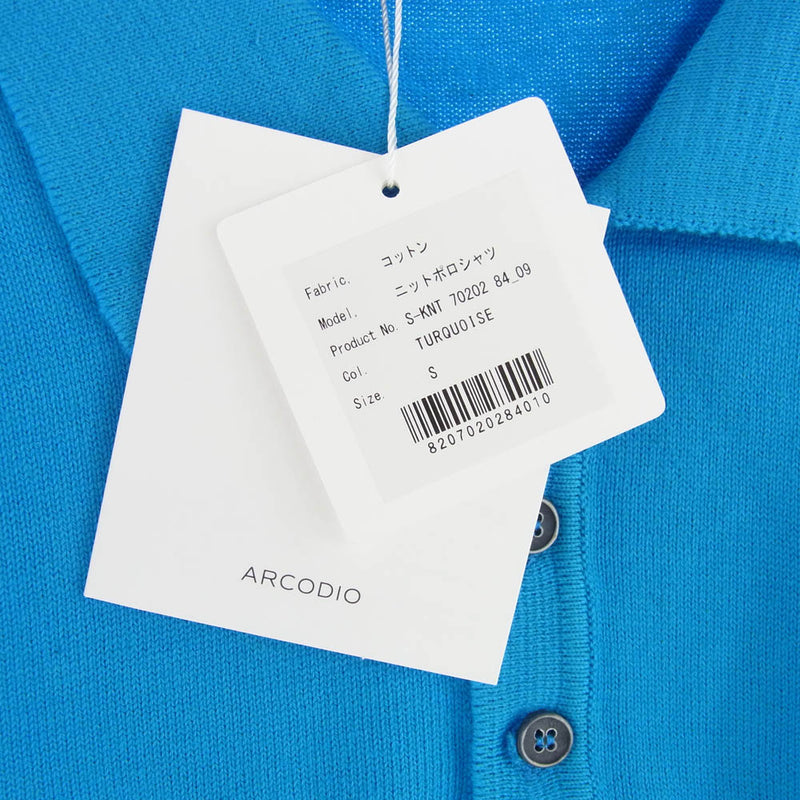 Fabric. コットン
Model. ニットポロシャツ
Product No. S-KNT 70202 84_09
Col. TURQUOISE
Size. S
8207020284010
ARCODIO